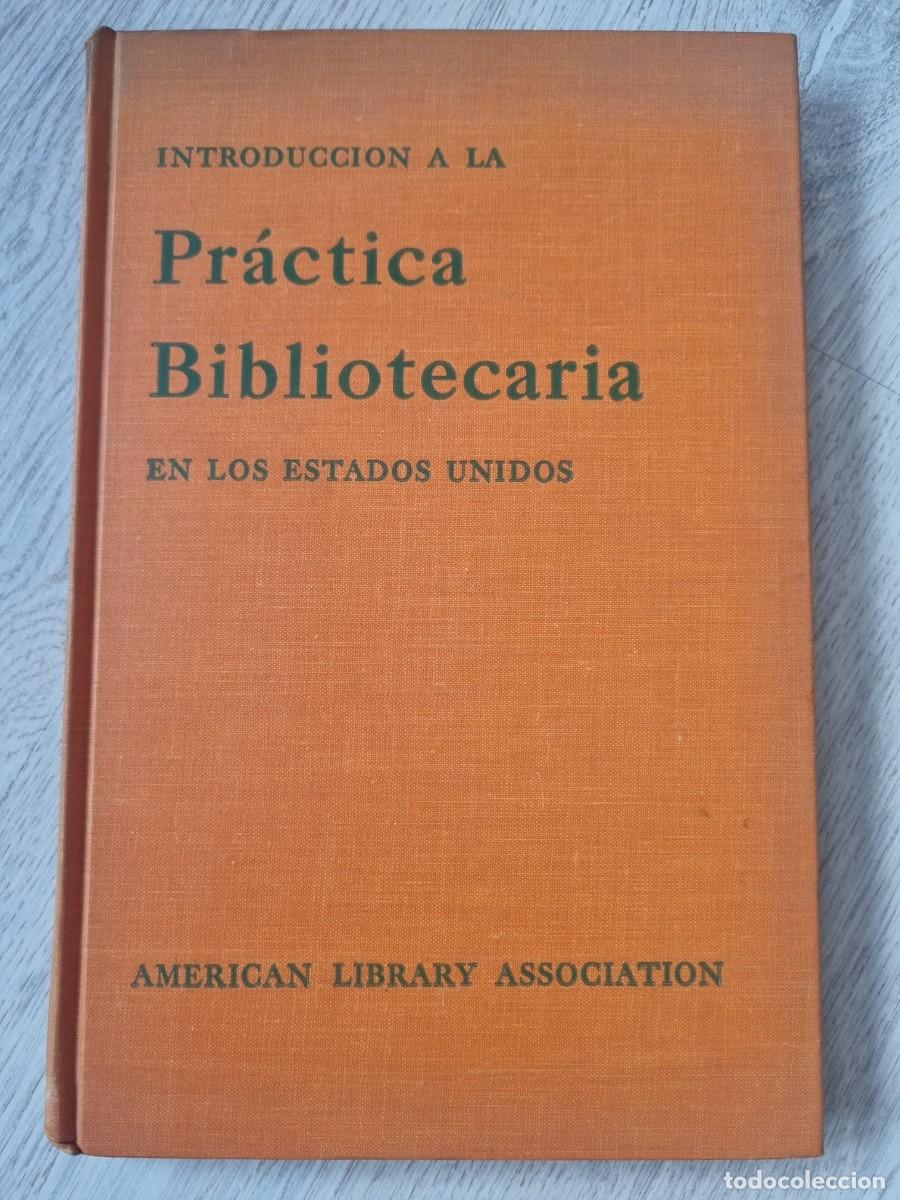 INTRODUCCION A LA
Práctica
Bibliotecaria
EN LOS ESTADOS UNIDOS
AMERICAN LIBRARY ASSOCIATION
todocoleccion